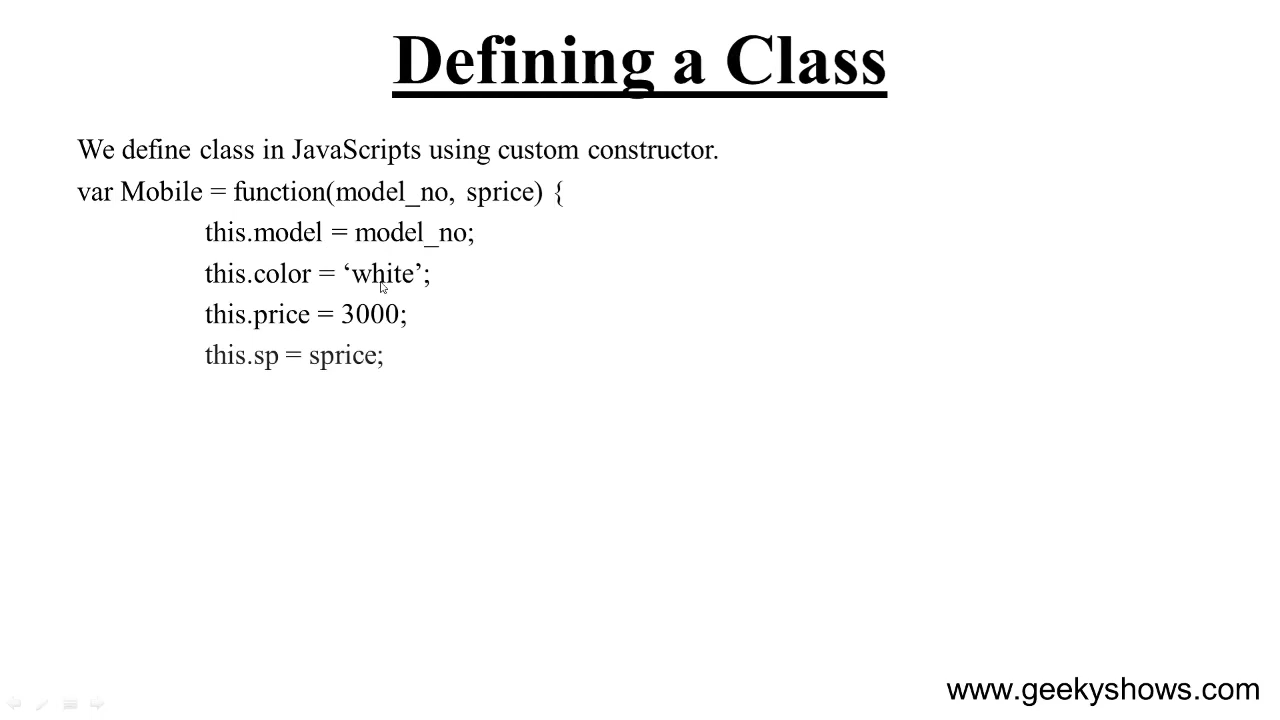 Defining a Class
We define class in JavaScripts using custom constructor.
var Mobile = function(model_no, sprice) {
this.model = model_no;
this.color = ‘white’;
this.price = 3000;
this.sp = sprice;
www.geekyshows.com